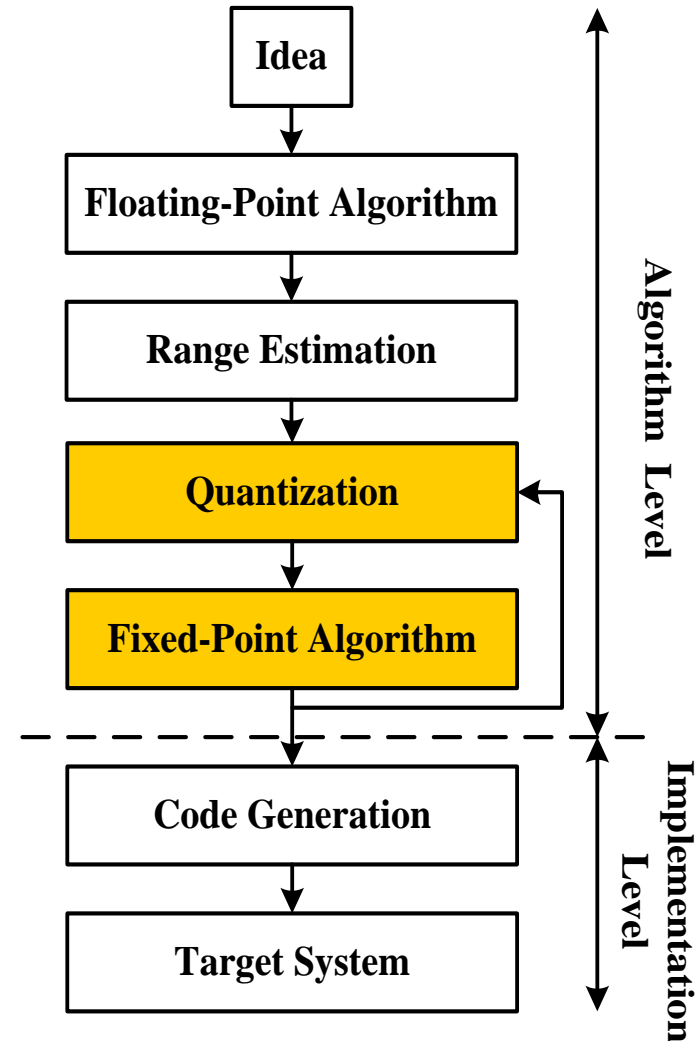 Idea
Floating-Point Algorithm
Range Estimation
Quantization
Fixed-Point Algorithm
Code Generation
Target System
Algorithm Level
Implementation
Level